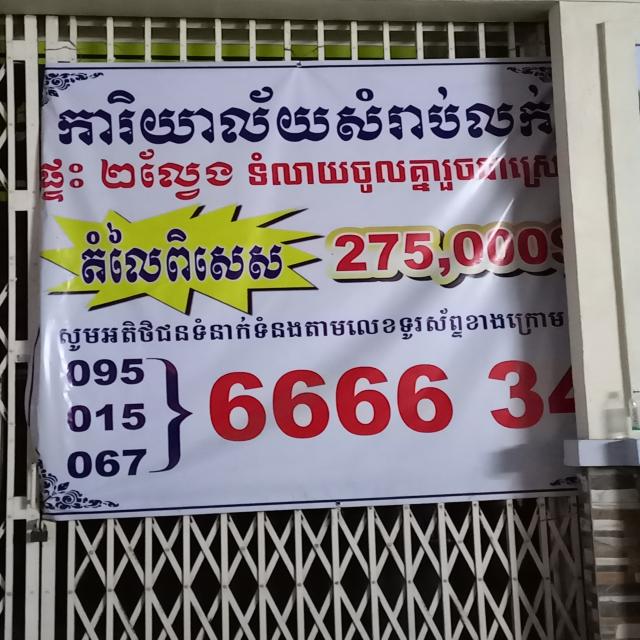 ការិយាល័យសំរាប់លក់
ផ្ទះ ២ល្វែង ទំលាយចូលគ្នារួចជាស្រេច
តំលៃពិសេស 275,000$
សូមអតិថិជនទំនាក់ទំនងតាមលេខទូរស័ព្ទខាងក្រោម
095
015
067
6666 34